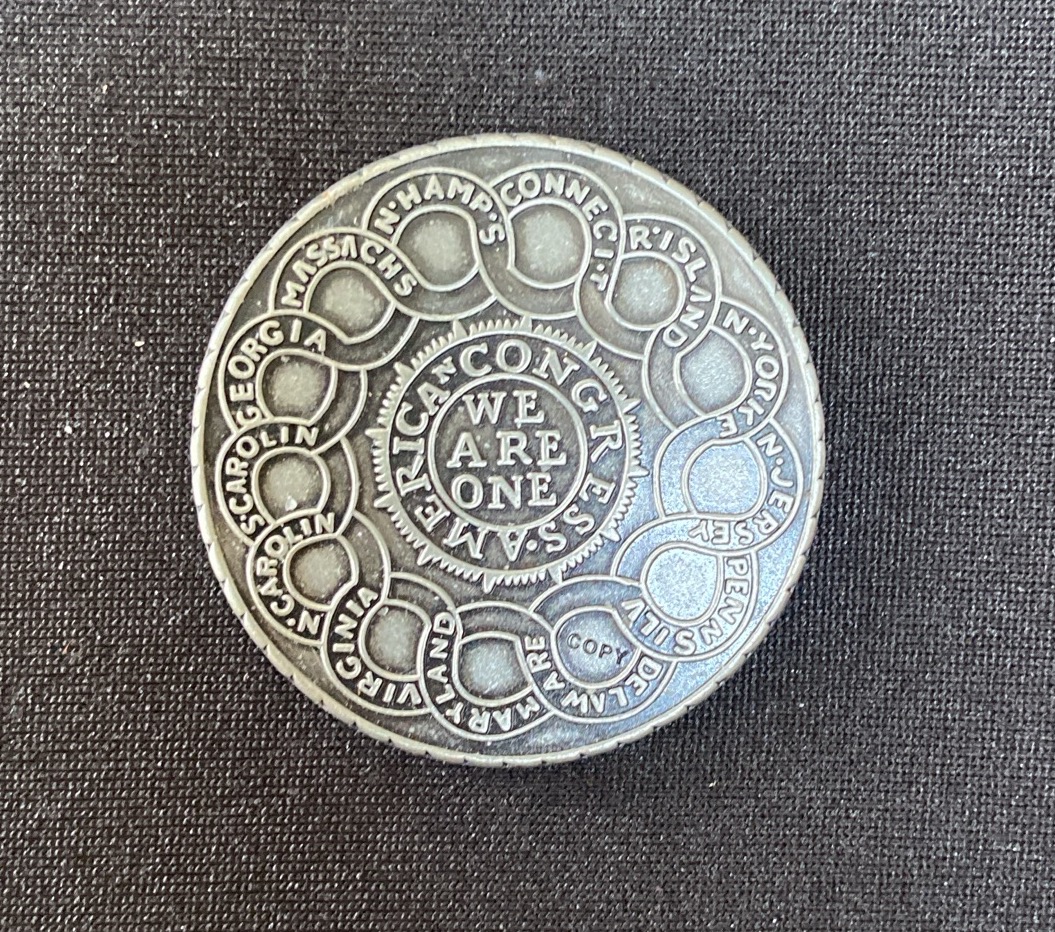 WE
ARE
ONE
AMERICAN CONGRESS.
N.HAMP.S
CONNECT.T
R.ISLAND
N.YORKE
N.JERSEY
PENNSILV
DELAWARE
MARYLAND
VIRGINIA
N.CAROLIN
S.CAROLIN
GEORGIA
MASSACHS
COPY